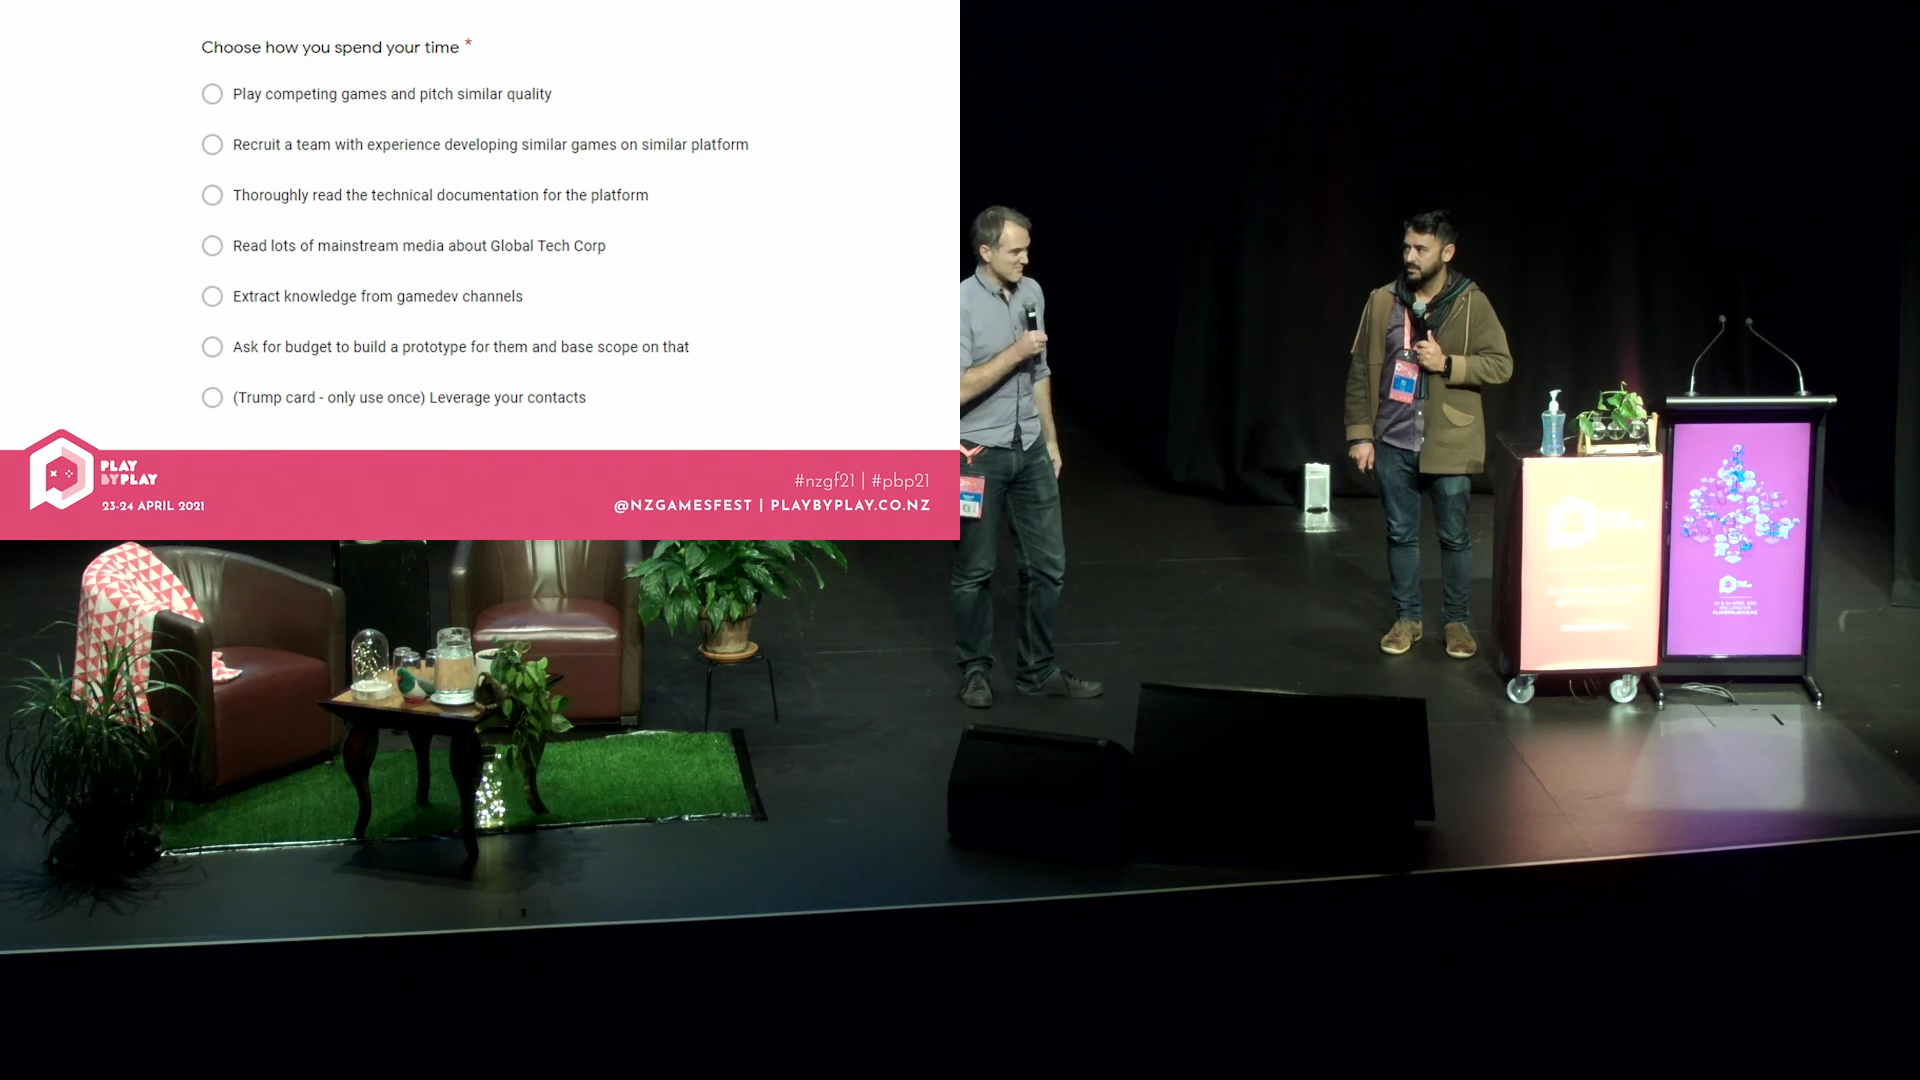 Choose how you spend your time *
Play competing games and pitch similar quality
Recruit a team with experience developing similar games on similar platform
Thoroughly read the technical documentation for the platform
Read lots of mainstream media about Global Tech Corp
Extract knowledge from gamedev channels
Ask for budget to build a prototype for them and base scope on that
(Trump card - only use once) Leverage your contacts
PLAY
BYPLAY
23-24 APRIL 2021
#nzgf21 | #pbp21
@NZGAMESFEST | PLAYBYPLAY.CO.NZ